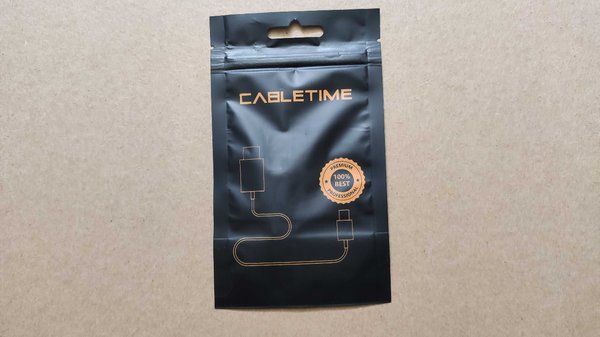 CABLETIME
PREMIUM
100%
BEST
PROFESSIONAL